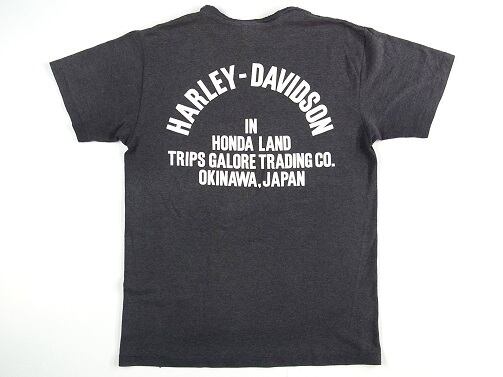 HARLEY-DAVIDSON
IN
HONDA LAND
TRIPS GALORE TRADING CO.
OKINAWA, JAPAN